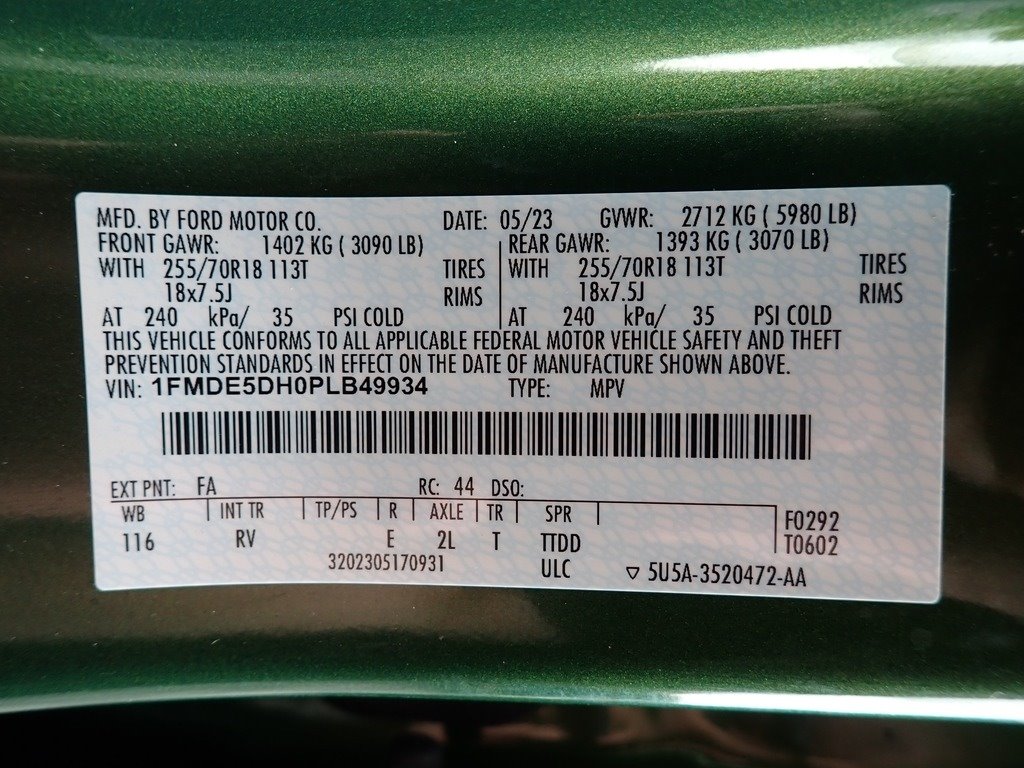 MFD. BY FORD MOTOR CO. DATE: 05/23 GVWR: 2712 KG ( 5980 LB)
FRONT GAWR: 1402 KG ( 3090 LB) REAR GAWR: 1393 KG ( 3070 LB)
WITH 255/70R18 113T TIRES WITH 255/70R18 113T TIRES
18x7.5J RIMS 18x7.5J RIMS
AT 240 kPa/ 35 PSI COLD AT 240 kPa/ 35 PSI COLD
THIS VEHICLE CONFORMS TO ALL APPLICABLE FEDERAL MOTOR VEHICLE SAFETY AND THEFT
PREVENTION STANDARDS IN EFFECT ON THE DATE OF MANUFACTURE SHOWN ABOVE.
VIN: 1FMDE5DH0PLB49934 TYPE: MPV
EXT PNT: FA RC: 44 DSO:
WB INT TR TP/PS R AXLE TR SPR F0292
116 RV E 2L T TTDD T0602
3202305170931 ULC ▽ 5U5A-3520472-AA